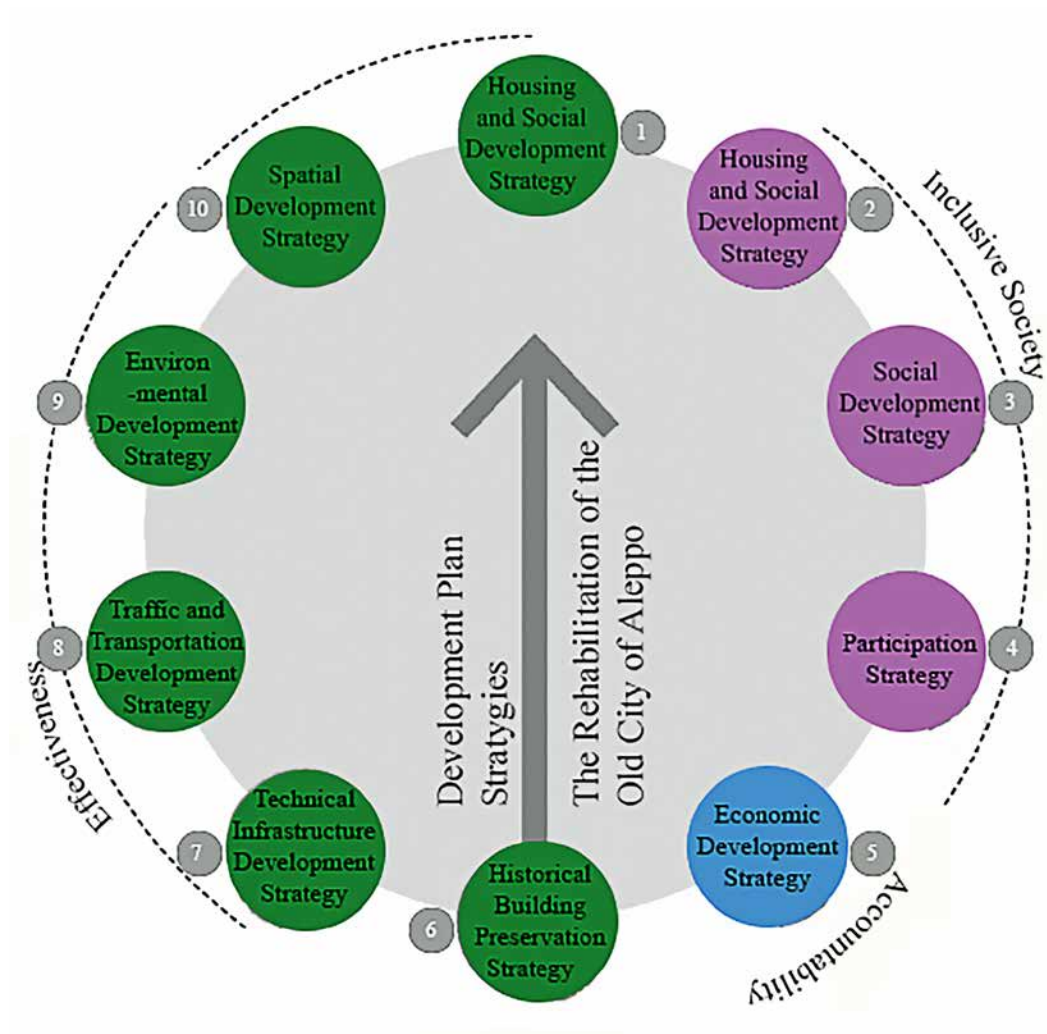 Housing
and Social
Development
Strategy
1
Housing
and Social
Development
Strategy
2
Inclusive Society
Social
Development
Strategy
3
Participation
Strategy
4
Economic
Development
Strategy
5
Accountability
Historical
Building
Preservation
Strategy
6
Technical
Infrastructure
Development
Strategy
7
Effectiveness
Traffic and
Transportation
Development
Strategy
8
Environ
-mental
Development
Strategy
9
Spatial
Development
Strategy
10
Development Plan
Stratygies
The Rehabilitation of the
Old City of Aleppo